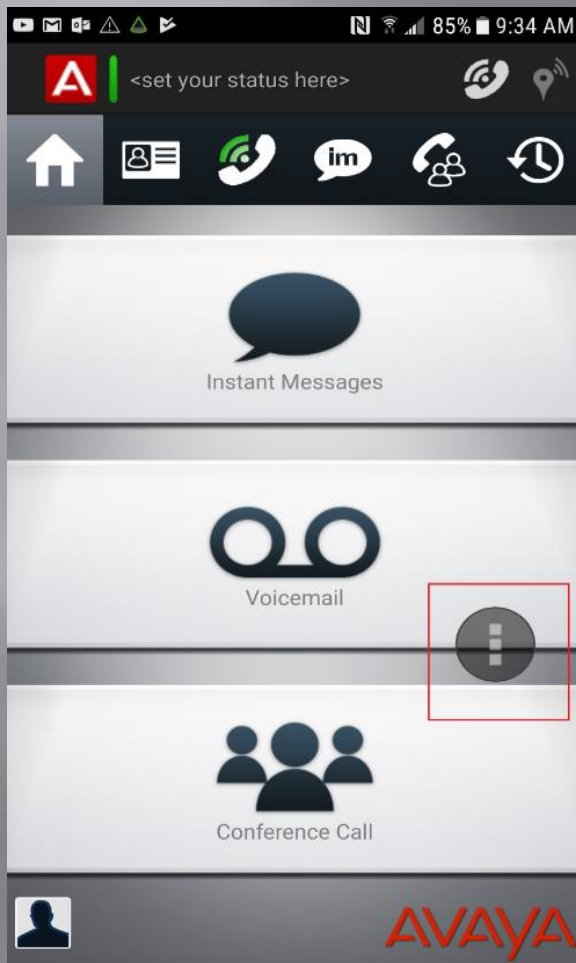 85% 9:34 AM
A <set your status here>
im
Instant Messages
Voicemail
Conference Call
AVAYA